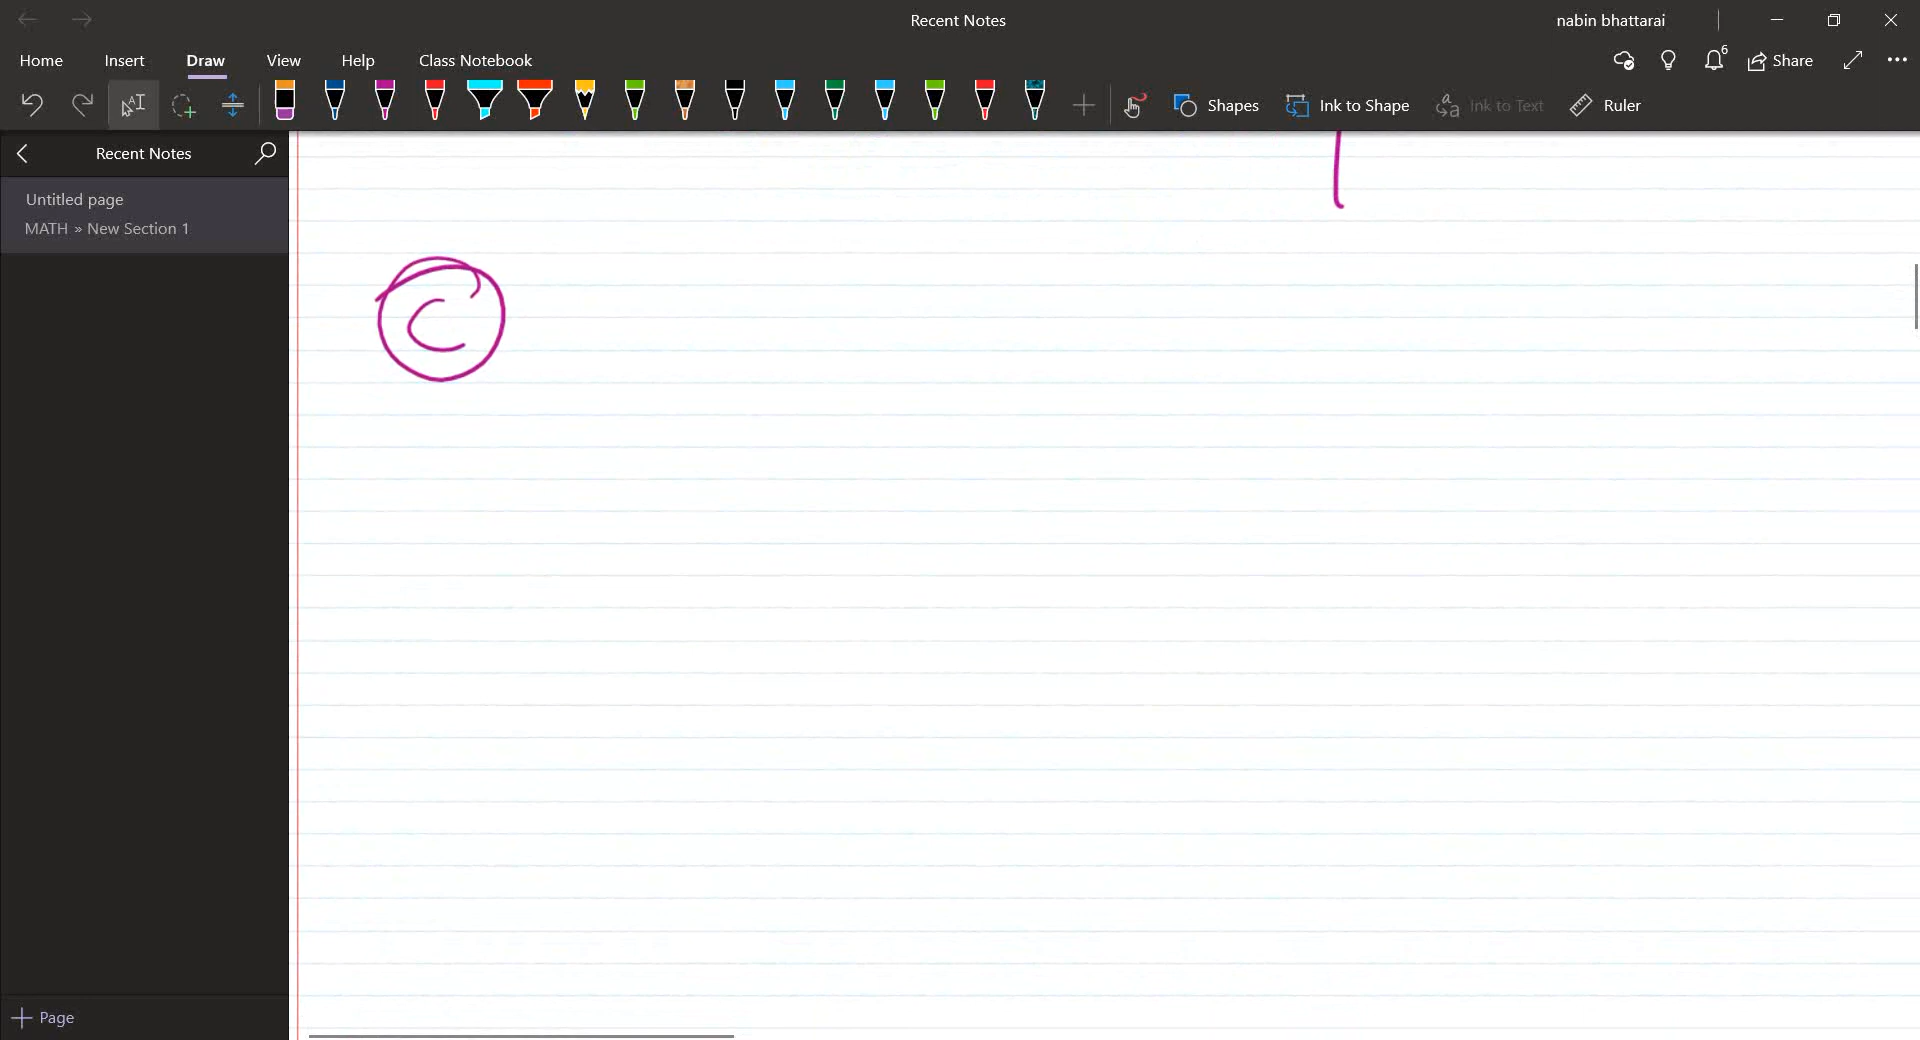 Recent Notes
nabin bhattarai
Home Insert Draw View Help Class Notebook
6
Share
Shapes Ink to Shape Ink to Text Ruler
Recent Notes
Untitled page
MATH » New Section 1
C
Page